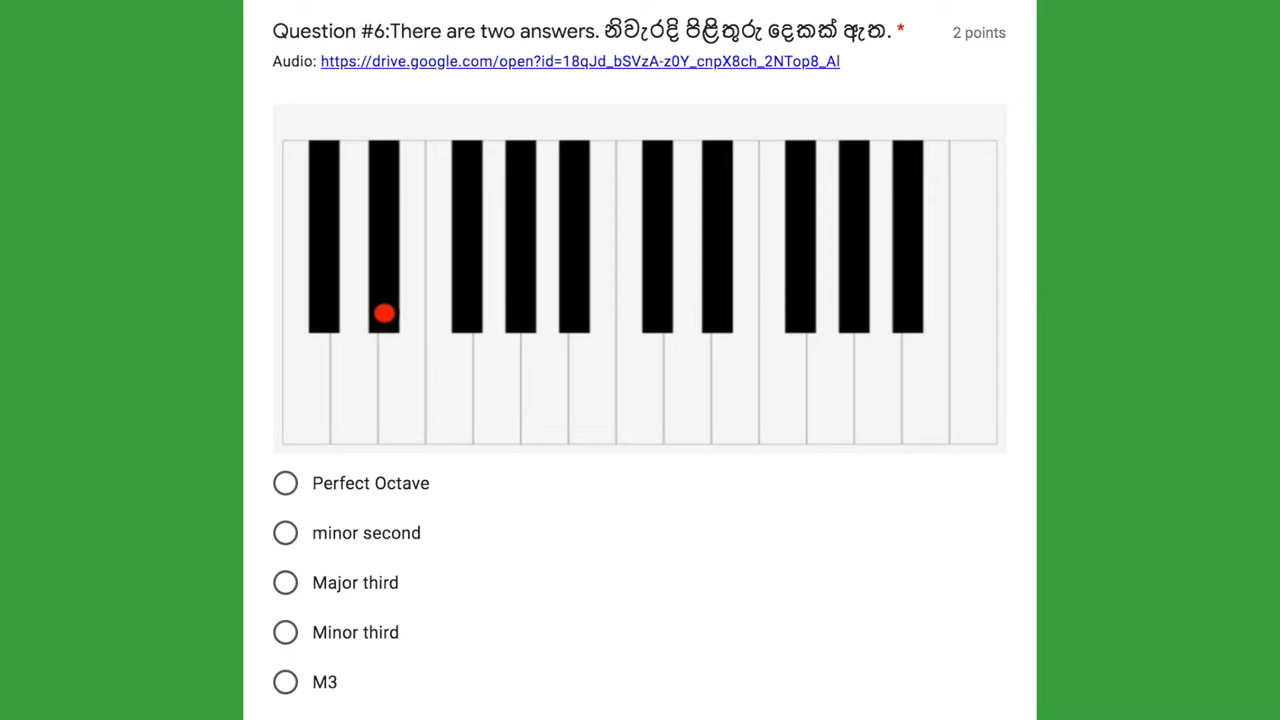 Question #6:There are two answers. නිවැරදි පිළිතුරු දෙකක් ඇත. *
2 points
Audio: https://drive.google.com/open?id=18qJd_bSVzA-z0Y_cnpX8ch_2NTop8_Al
Perfect Octave
minor second
Major third
Minor third
M3